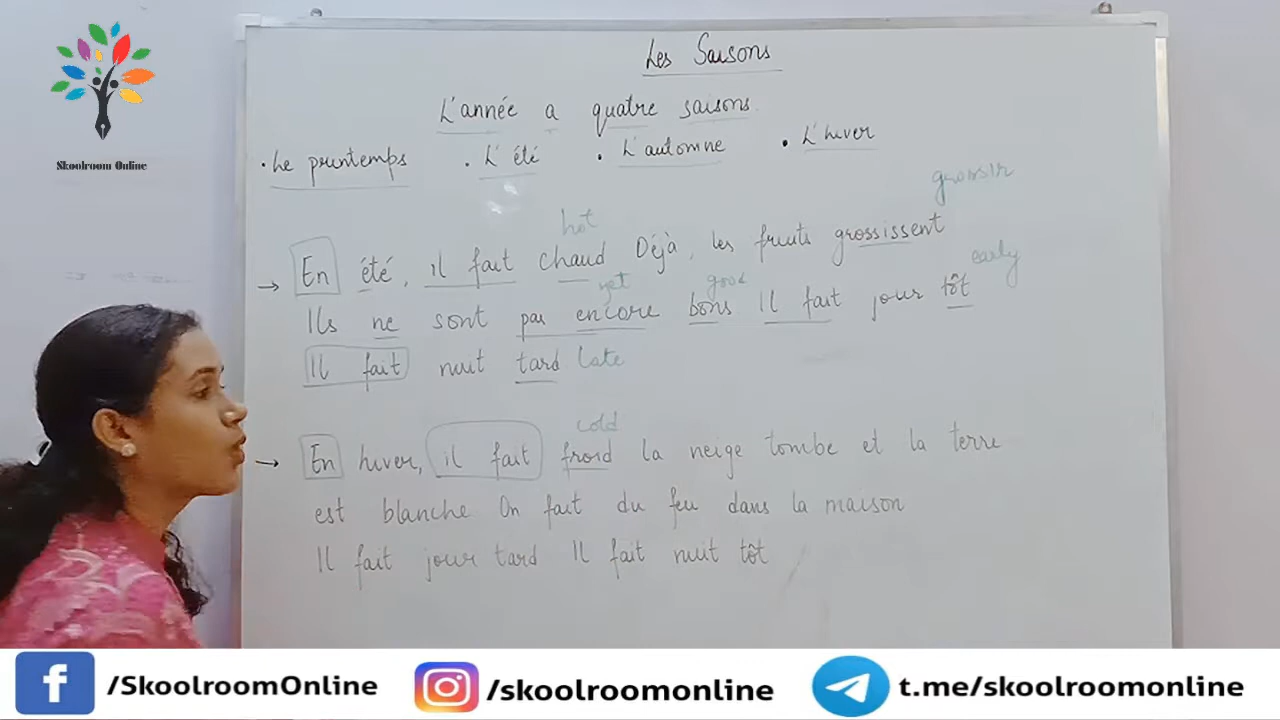 Skoolroom Online
Les Saisons
L'année a quatre saisons.
• Le printemps • L'été • L'automne • L'hiver
grossir
hot
→ En été, il fait chaud Déjà, les fruits grossissent
yet good early
Ils ne sont pas encore bons Il fait jour tôt
Il fait nuit tard late
cold
→ En hiver, il fait froid la neige tombe et la terre
est blanche On fait du feu dans la maison
Il fait jour tard Il fait nuit tôt
f /SkoolroomOnline /skoolroomonline t.me/skoolroomonline